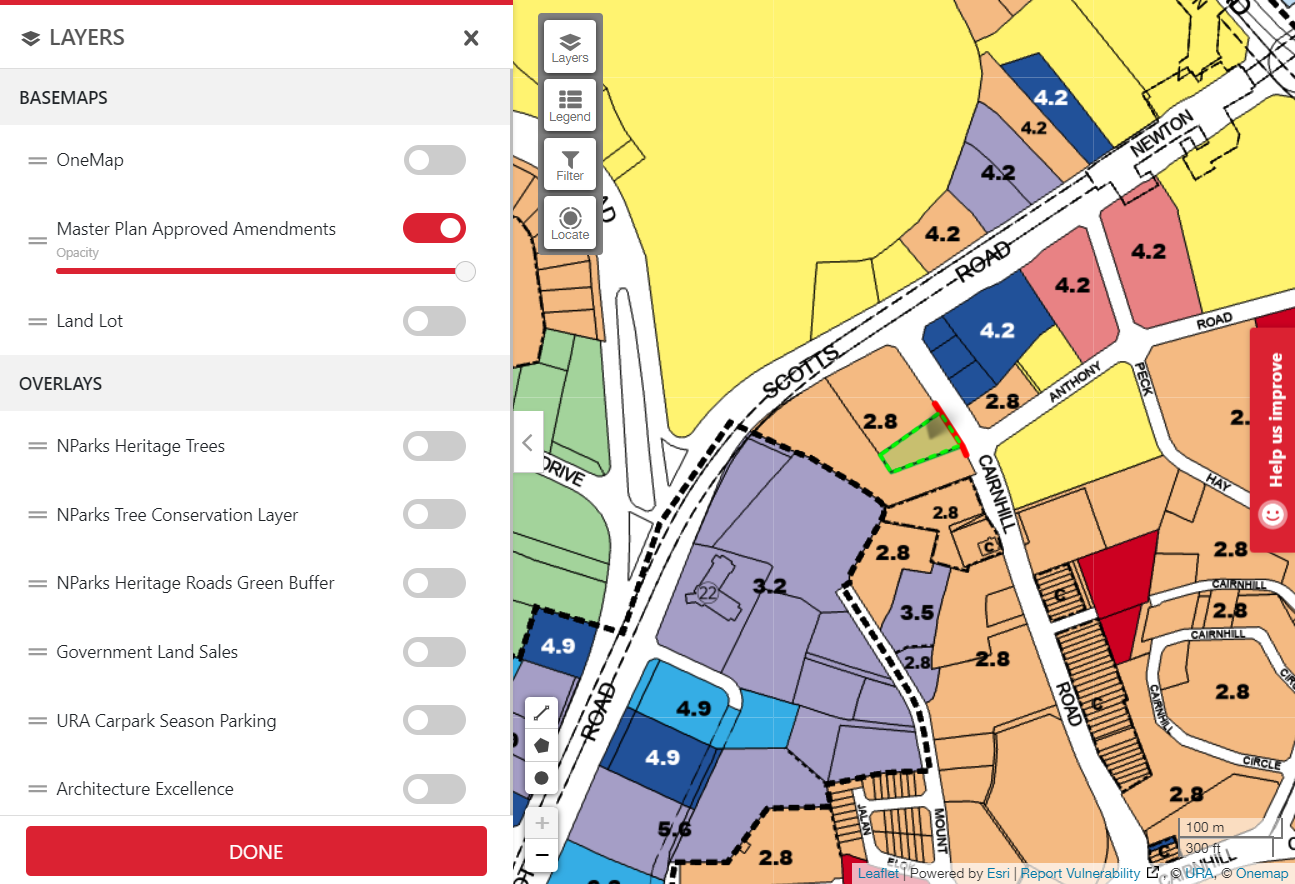 LAYERS
BASEMAPS
OneMap
Master Plan Approved Amendments
Opacity
Land Lot
OVERLAYS
NParks Heritage Trees
NParks Tree Conservation Layer
NParks Heritage Roads Green Buffer
Government Land Sales
URA Carpark Season Parking
Architecture Excellence
DONE
Layers
Legend
Filter
Locate
4.2
4.2
NEWTON
4.2
4.2
ROAD
4.2
4.2
4.2
ROAD
SCOTTS
ANTHONY
PECK
2.8
2.8
2.
Help us improve
DRIVE
CAIRNHILL
HAY
2.8
2.8
C
2.8
22
3.2
CAIRNHILL
C
3.5
2.8
CAIRNHILL
4.9
2.8
2.8
2.8
CAIRNHILL
ROAD
ROAD
C
4.9
4.9
CIRCLE
2.8
5.6
JALAN
MOUNT
2.8
ELOK
C
CAIRNHILL
100 m
300 ft
Leaflet | Powered by Esri | Report Vulnerability , © URA, © Onemap